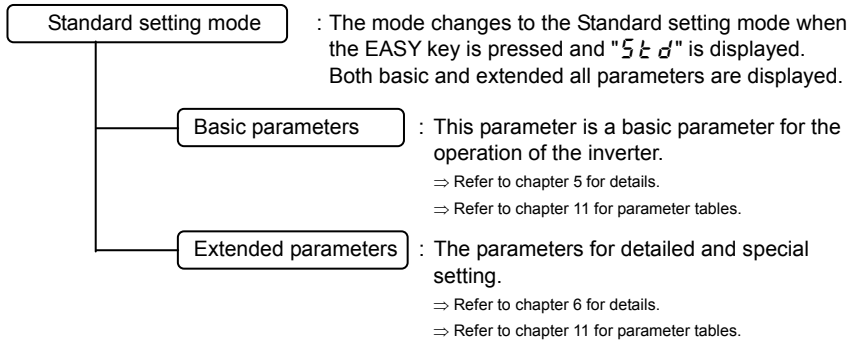 Standard setting mode : The mode changes to the Standard setting mode when
the EASY key is pressed and "Std" is displayed.
Both basic and extended all parameters are displayed.
Basic parameters : This parameter is a basic parameter for the
operation of the inverter.
⇒ Refer to chapter 5 for details.
⇒ Refer to chapter 11 for parameter tables.
Extended parameters : The parameters for detailed and special
setting.
⇒ Refer to chapter 6 for details.
⇒ Refer to chapter 11 for parameter tables.